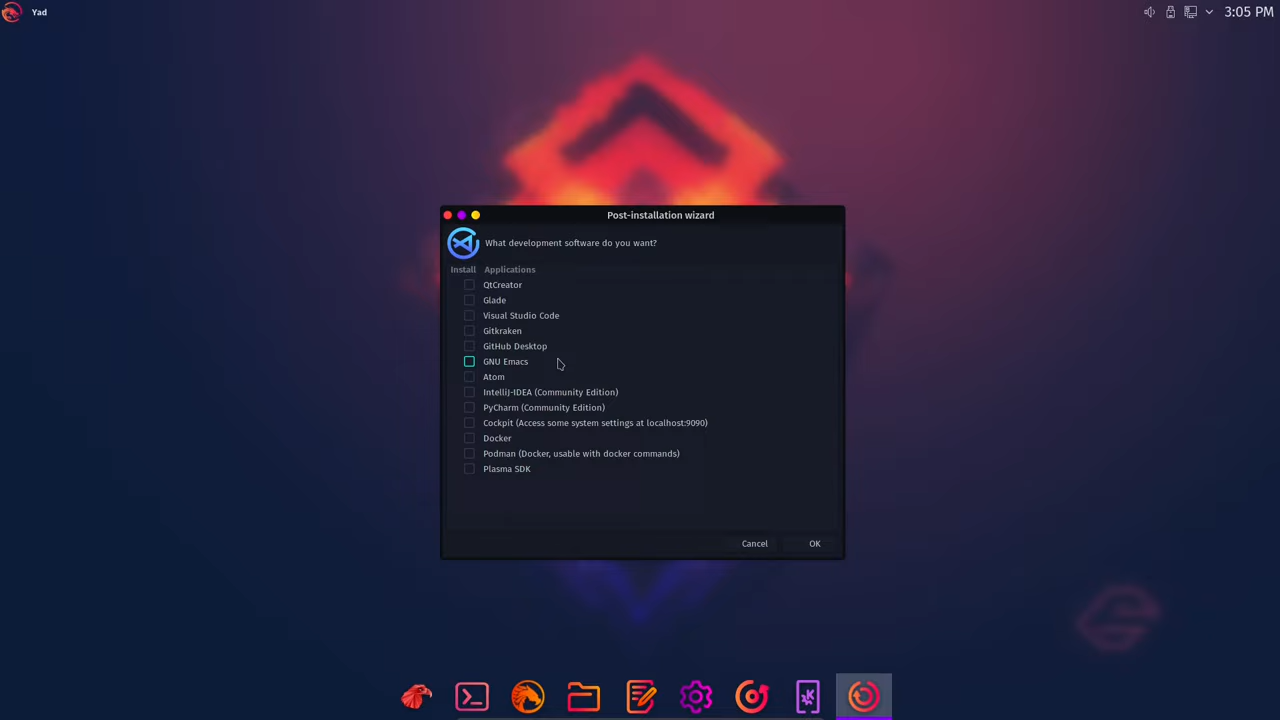 Yad
3:05 PM
Post-installation wizard
What development software do you want?
Install Applications
QtCreator
Glade
Visual Studio Code
Gitkraken
GitHub Desktop
GNU Emacs
Atom
IntelliJ-IDEA (Community Edition)
PyCharm (Community Edition)
Cockpit (Access some system settings at localhost:9090)
Docker
Podman (Docker, usable with docker commands)
Plasma SDK
Cancel OK